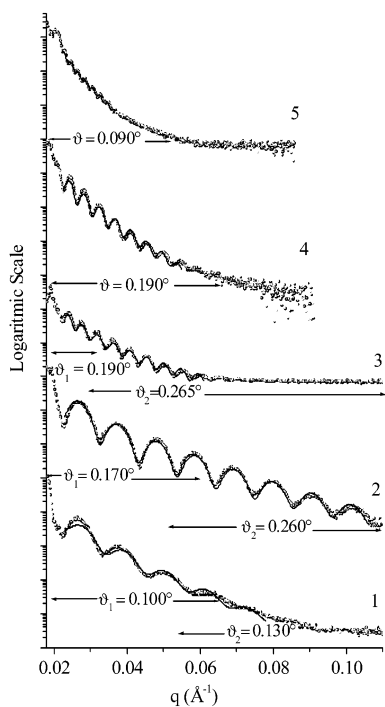 5
ϑ = 0.090°
4
ϑ = 0.190°
3
ϑ1 = 0.190°
ϑ2 = 0.265°
2
ϑ1 = 0.170°
ϑ2 = 0.260°
1
ϑ1 = 0.100°
ϑ2 = 0.130°
Logaritmic Scale
0.02 0.04 0.06 0.08 0.10
q (Å-1)